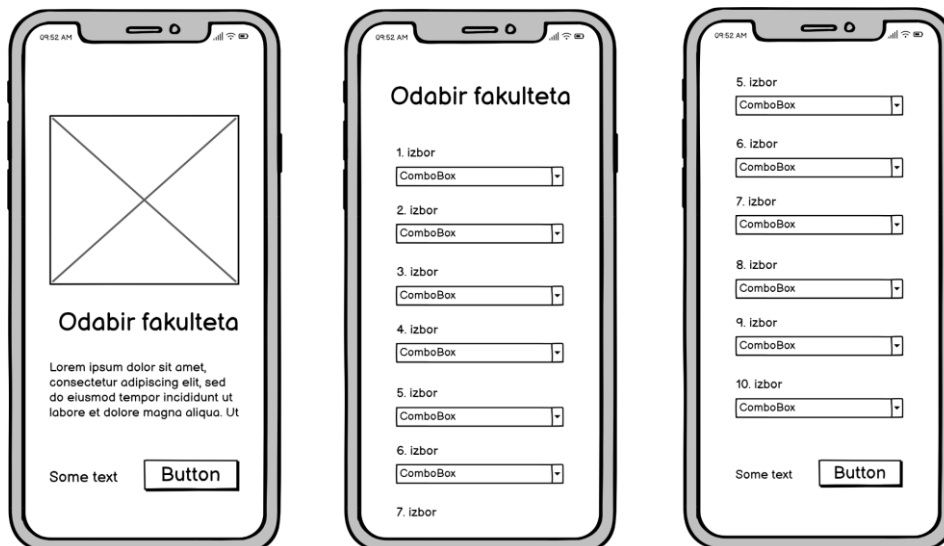 09:52 AM
Odabir fakulteta
Lorem ipsum dolor sit amet,
consectetur adipiscing elit, sed
do eiusmod tempor incididunt ut
labore et dolore magna aliqua. Ut
Some text
Button
09:52 AM
Odabir fakulteta
1. izbor
ComboBox
2. izbor
ComboBox
3. izbor
ComboBox
4. izbor
ComboBox
5. izbor
ComboBox
6. izbor
ComboBox
7. izbor
09:52 AM
5. izbor
ComboBox
6. izbor
ComboBox
7. izbor
ComboBox
8. izbor
ComboBox
9. izbor
ComboBox
10. izbor
ComboBox
Some text
Button